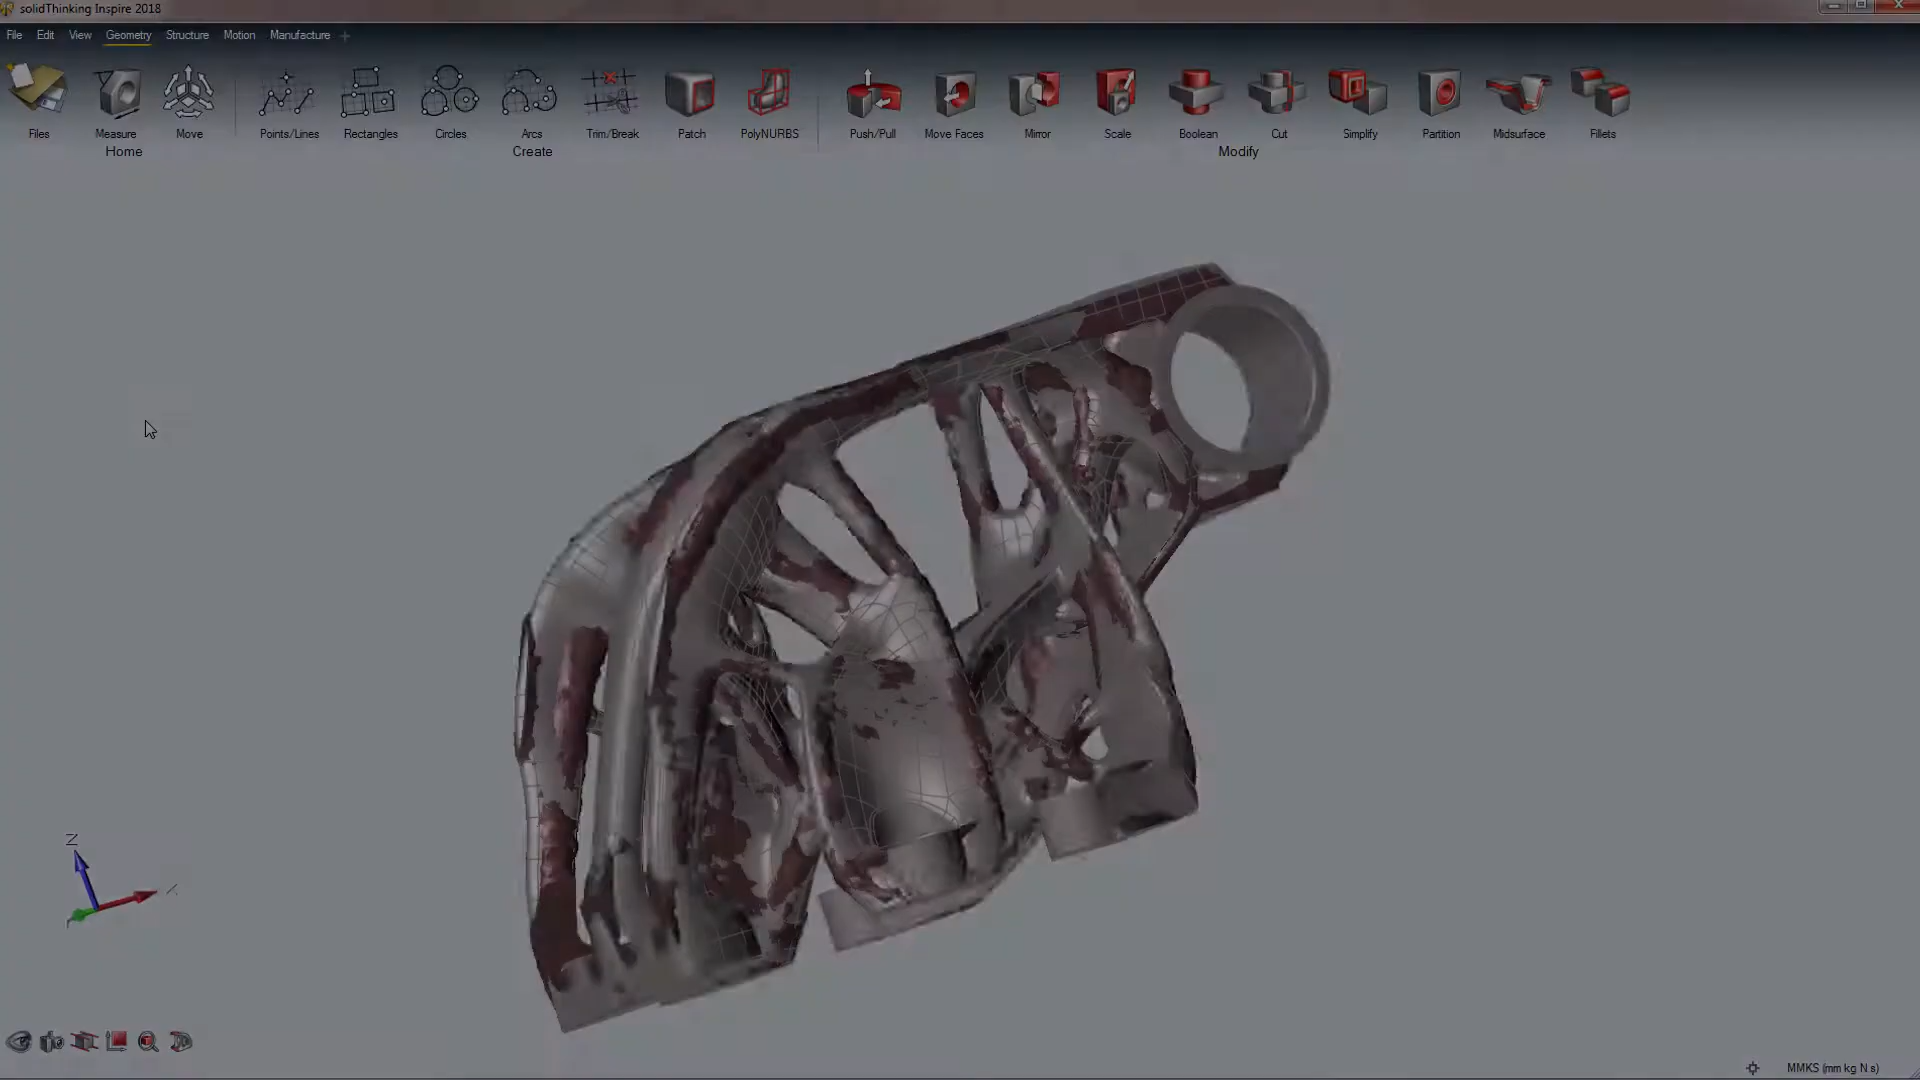 solidThinking Inspire 2018
File Edit View Geometry Structure Motion Manufacture +
Files Measure Move Points/Lines Rectangles Circles Arcs Trim/Break Patch PolyNURBS Push/Pull Move Faces Mirror Scale Boolean Cut Simplify Partition Midsurface Fillets
Home Create Modify
Z
MMKS (mm kg N s)